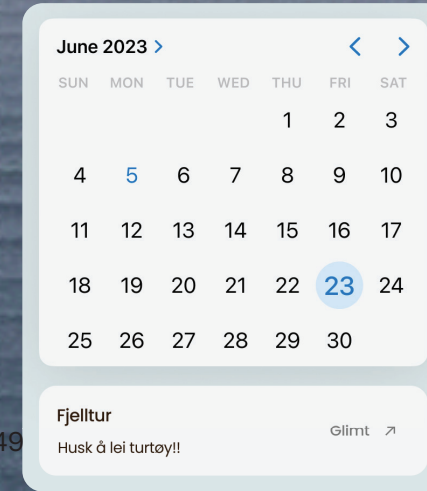 June 2023 >
< >
SUN MON TUE WED THU FRI SAT
1 2 3
4 5 6 7 8 9 10
11 12 13 14 15 16 17
18 19 20 21 22 23 24
25 26 27 28 29 30
Fjelltur
Glimt ↗
49
Husk å lei turtøy!!